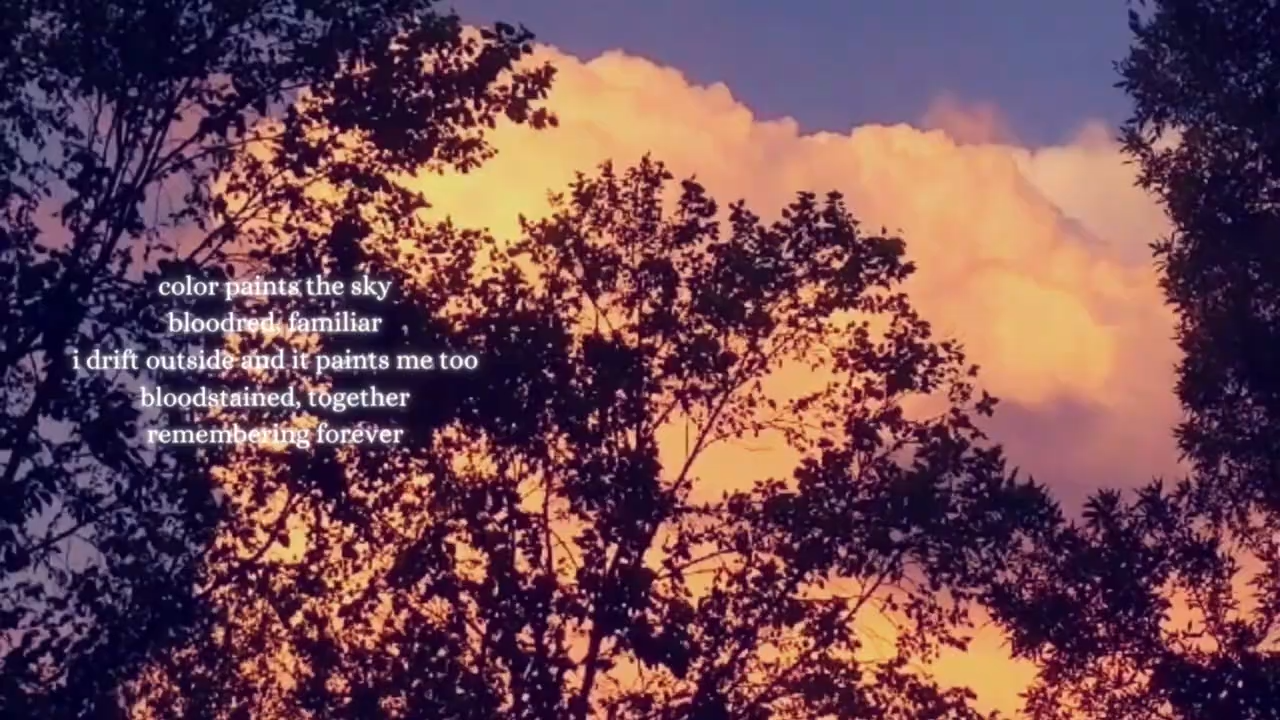 color paints the sky
bloodred, familiar
i drift outside and it paints me too
bloodstained, together
remembering forever